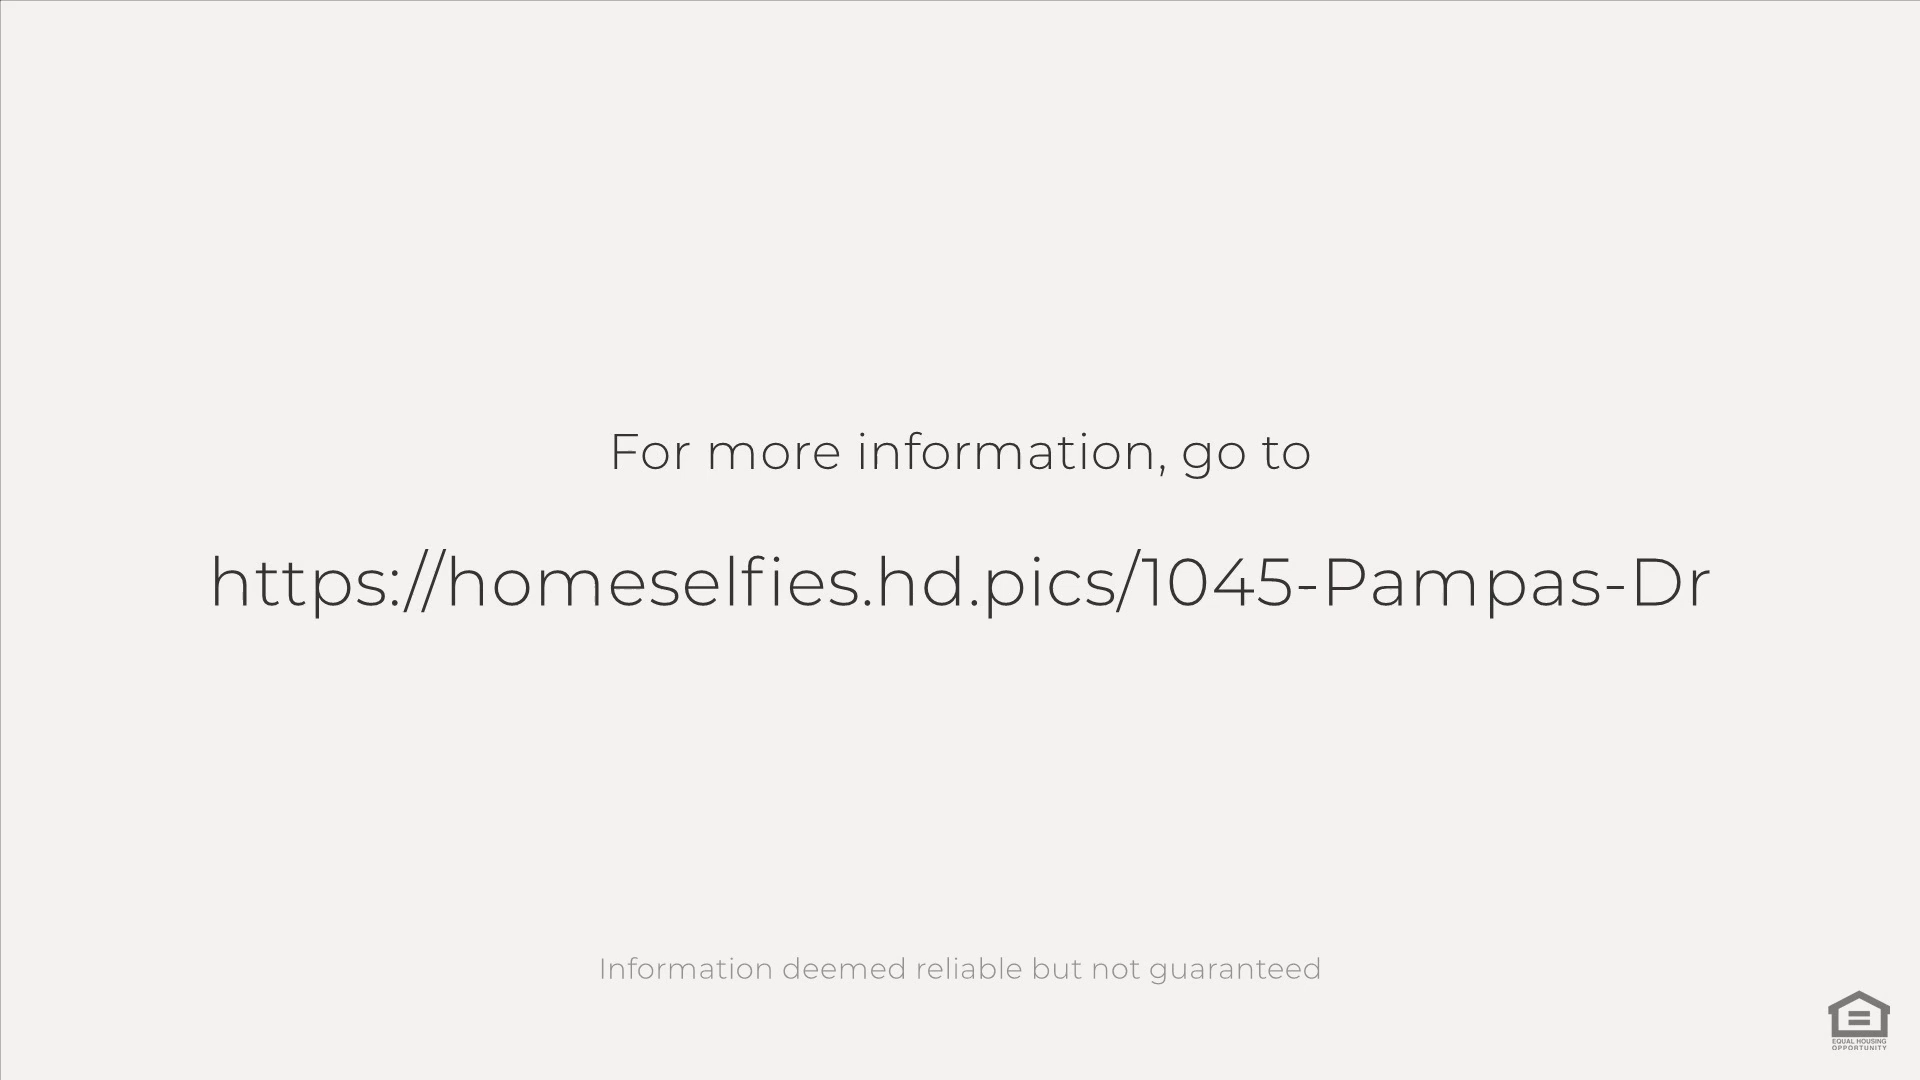 For more information, go to
https://homeselfies.hd.pics/1045-Pampas-Dr
Information deemed reliable but not guaranteed
EQUAL HOUSING
OPPORTUNITY